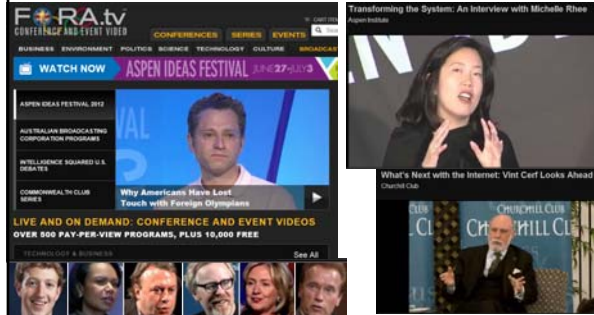 FORA.tv
CONFERENCE AND EVENT VIDEO
CONFERENCES SERIES EVENTS
BUSINESS ENVIRONMENT POLITICS SCIENCE TECHNOLOGY CULTURE BROADCAS
WATCH NOW ASPEN IDEAS FESTIVAL JUNE27-JULY3
ASPEN IDEAS FESTIVAL 2012
AUSTRALIAN BROADCASTING
CORPORATION PROGRAMS
INTELLIGENCE SQUARED U.S.
DEBATES
COMMONWEALTH CLUB
SERIES
VAL
Why Americans Have Lost
Touch with Foreign Olympians
LIVE AND ON DEMAND: CONFERENCE AND EVENT VIDEOS
OVER 500 PAY-PER-VIEW PROGRAMS, PLUS 10,000 FREE
TECHNOLOGY & BUSINESS
See All
Transforming the System: An Interview with Michelle Rhee
Aspen Institute
What's Next with the Internet: Vint Cerf Looks Ahead
Churchill Club
CHURCHILL CLUB